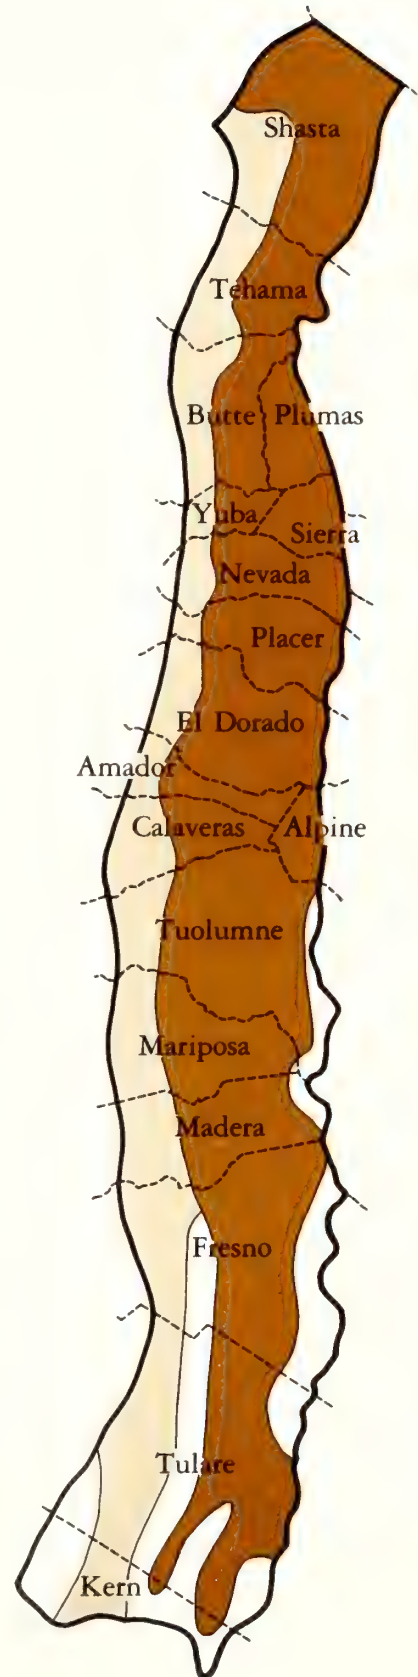 Shasta
Tehama
Butte
Plumas
Yuba
Sierra
Nevada
Placer
El Dorado
Amador
Calaveras
Alpine
Tuolumne
Mariposa
Madera
Fresno
Tulare
Kern